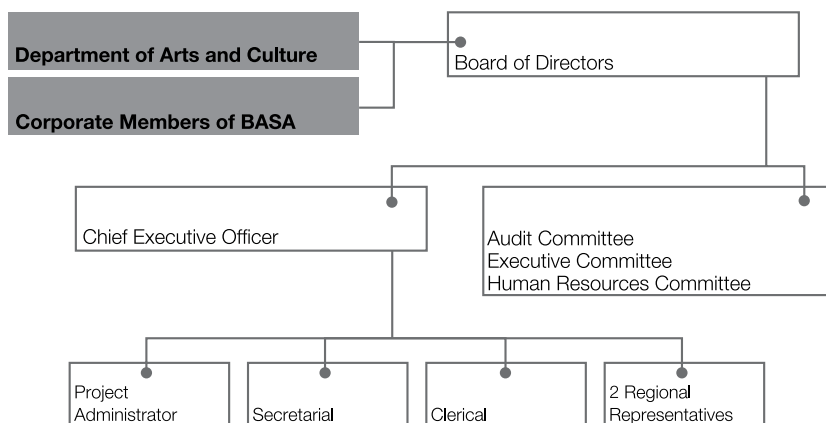 Department of Arts and Culture
Board of Directors
Corporate Members of BASA
Chief Executive Officer
Audit Committee
Executive Committee
Human Resources Committee
Project
Administrator
Secretarial
Clerical
2 Regional
Representatives